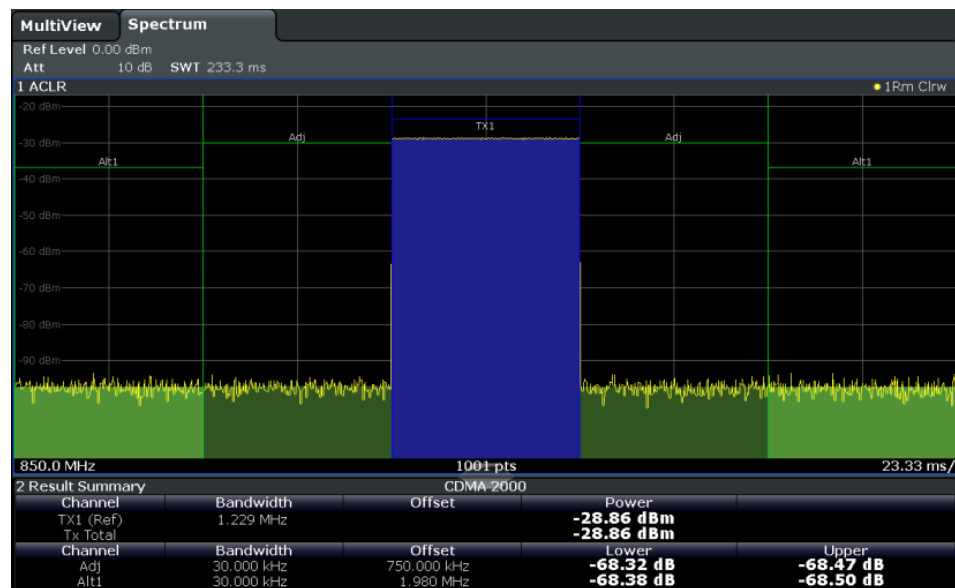 MultiView Spectrum
Ref Level 0.00 dBm
Att 10 dB SWT 233.3 ms
1 ACLR 1Rm Clrw
-20 dBm
TX1
Adj Adj
-30 dBm
Alt1 Alt1
-40 dBm
-50 dBm
-60 dBm
-70 dBm
-80 dBm
-90 dBm
850.0 MHz 1001 pts 23.33 ms/
2 Result Summary CDMA 2000
Channel Bandwidth Offset Power
TX1 (Ref) 1.229 MHz -28.86 dBm
Tx Total -28.86 dBm
Channel Bandwidth Offset Lower Upper
Adj 30.000 kHz 750.000 kHz -68.32 dB -68.47 dB
Alt1 30.000 kHz 1.980 MHz -68.38 dB -68.50 dB